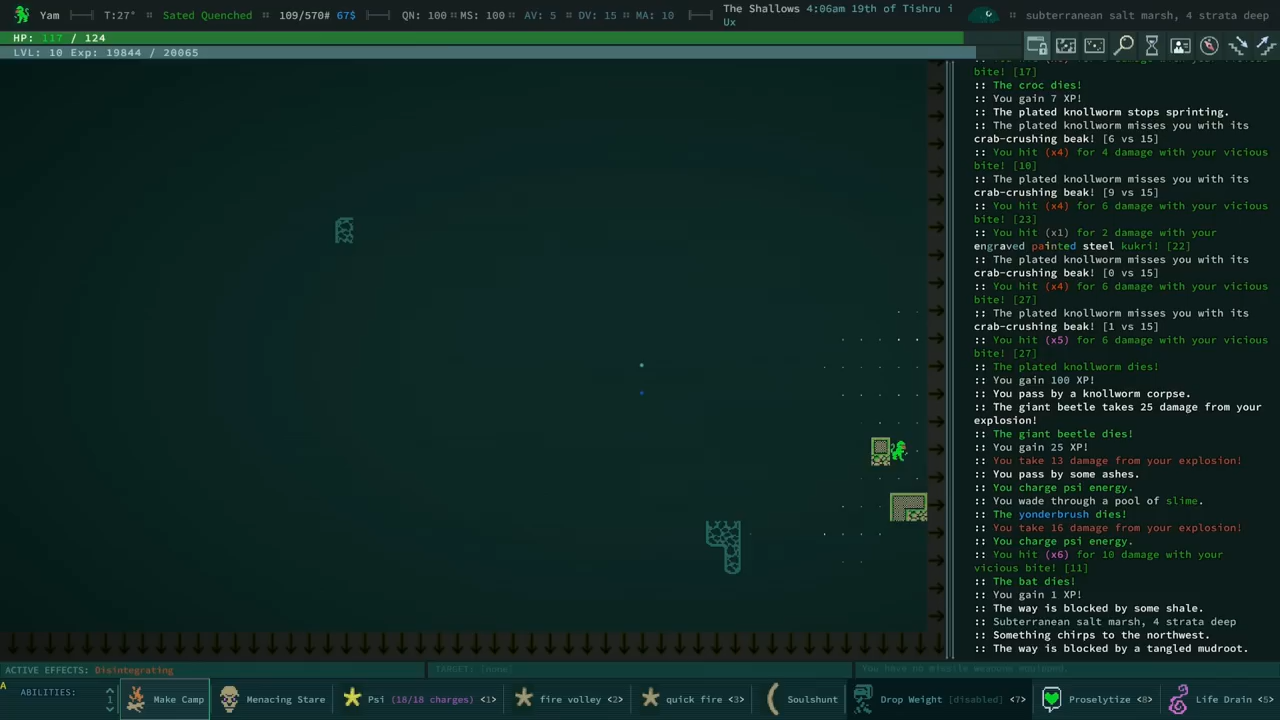 Yam T:27° Sated Quenched 109/570# 67$ QN: 100 MS: 100 AV: 5 DV: 15 MA: 10 The Shallows 4:06am 19th of Tishru i Ux subterranean salt marsh, 4 strata deep
HP: 117 / 124
LVL: 10 Exp: 19844 / 20065
bite! [17]
:: The croc dies!
:: You gain 7 XP!
:: The plated knollworm stops sprinting.
:: The plated knollworm misses you with its
crab-crushing beak! [6 vs 15]
:: You hit (x4) for 4 damage with your vicious
bite! [10]
:: The plated knollworm misses you with its
crab-crushing beak! [9 vs 15]
:: You hit (x4) for 6 damage with your vicious
bite! [23]
:: You hit (x1) for 2 damage with your
engraved painted steel kukri! [22]
:: The plated knollworm misses you with its
crab-crushing beak! [0 vs 15]
:: You hit (x4) for 6 damage with your vicious
bite! [27]
:: The plated knollworm misses you with its
crab-crushing beak! [1 vs 15]
:: You hit (x5) for 6 damage with your vicious
bite! [27]
:: The plated knollworm dies!
:: You gain 100 XP!
:: You pass by a knollworm corpse.
:: The giant beetle takes 25 damage from your
explosion!
:: The giant beetle dies!
:: You gain 25 XP!
:: You take 13 damage from your explosion!
:: You pass by some ashes.
:: You charge psi energy.
:: You wade through a pool of slime.
:: The yonderbrush dies!
:: You take 16 damage from your explosion!
:: You charge psi energy.
:: You hit (x6) for 10 damage with your
vicious bite! [11]
:: The bat dies!
:: You gain 1 XP!
:: The way is blocked by some shale.
:: Subterranean salt marsh, 4 strata deep
:: Something chirps to the northwest.
:: The way is blocked by a tangled mudroot.
ACTIVE EFFECTS: Disintegrating TARGET: [none] You have no missile weapons equipped.
A ABILITIES: 1 Make Camp Menacing Stare Psi (18/18 charges) <1> fire volley <2> quick fire <3> Soulshunt Drop Weight [disabled] <7> Proselytize <8> Life Drain <5>